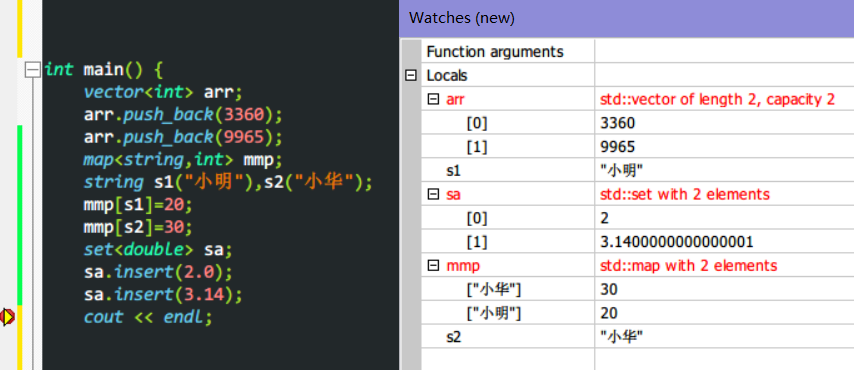 int main() {
vector<int> arr;
arr.push_back(3360);
arr.push_back(9965);
map<string,int> mmp;
string s1("小明"),s2("小华");
mmp[s1]=20;
mmp[s2]=30;
set<double> sa;
sa.insert(2.0);
sa.insert(3.14);
cout << endl;
Watches (new)
Function arguments
Locals
arr std::vector of length 2, capacity 2
[0] 3360
[1] 9965
s1 "小明"
sa std::set with 2 elements
[0] 2
[1] 3.1400000000000001
mmp std::map with 2 elements
["小华"] 30
["小明"] 20
s2 "小华"